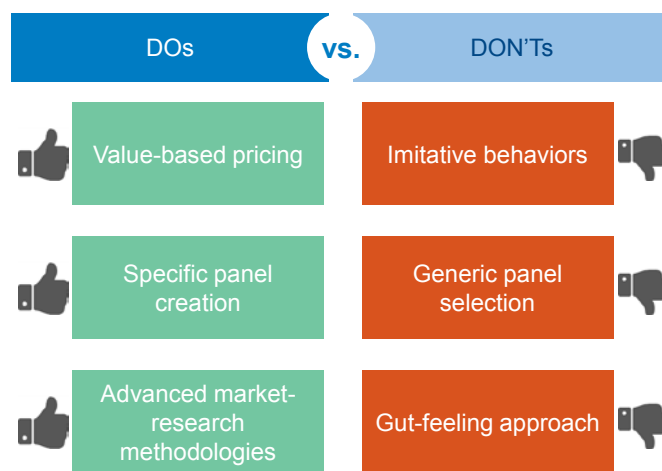 DOs vs. DON'Ts
Value-based pricing
Imitative behaviors
Specific panel
creation
Generic panel
selection
Advanced market-
research
methodologies
Gut-feeling approach